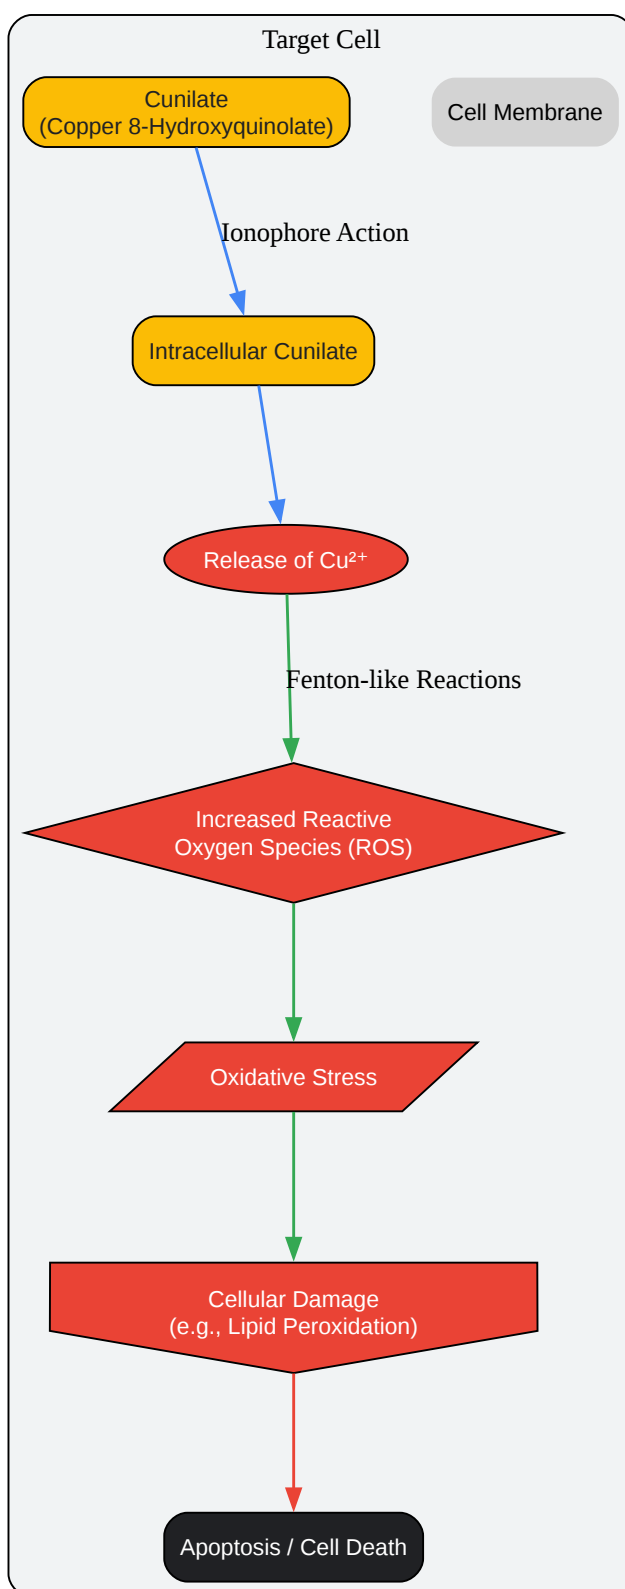 Target Cell
Cunilate
(Copper 8-Hydroxyquinolate)
Cell Membrane
Ionophore Action
Intracellular Cunilate
Release of Cu²⁺
Fenton-like Reactions
Increased Reactive
Oxygen Species (ROS)
Oxidative Stress
Cellular Damage
(e.g., Lipid Peroxidation)
Apoptosis / Cell Death